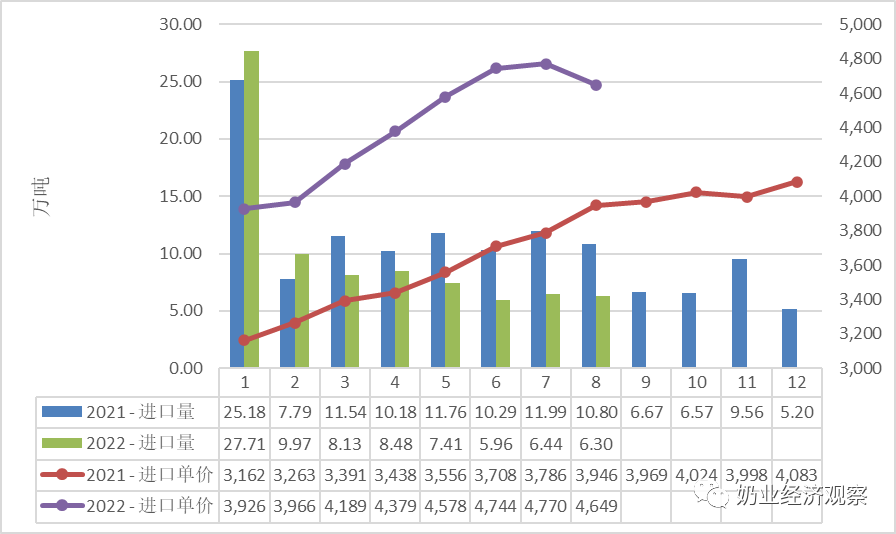 30.00
25.00
20.00
15.00
10.00
5.00
0.00
万吨
5,000
4,800
4,600
4,400
4,200
4,000
3,800
3,600
3,400
3,200
3,000
1 2 3 4 5 6 7 8 9 10 11 12
2021 - 进口量 25.18 7.79 11.54 10.18 11.76 10.29 11.99 10.80 6.67 6.57 9.56 5.20
2022 - 进口量 27.71 9.97 8.13 8.48 7.41 5.96 6.44 6.30
2021 - 进口单价 3,162 3,263 3,391 3,438 3,556 3,708 3,786 3,946 3,969 4,024 3,998 4,083
2022 - 进口单价 3,926 3,966 4,189 4,379 4,578 4,744 4,770 4,649
奶业经济观察